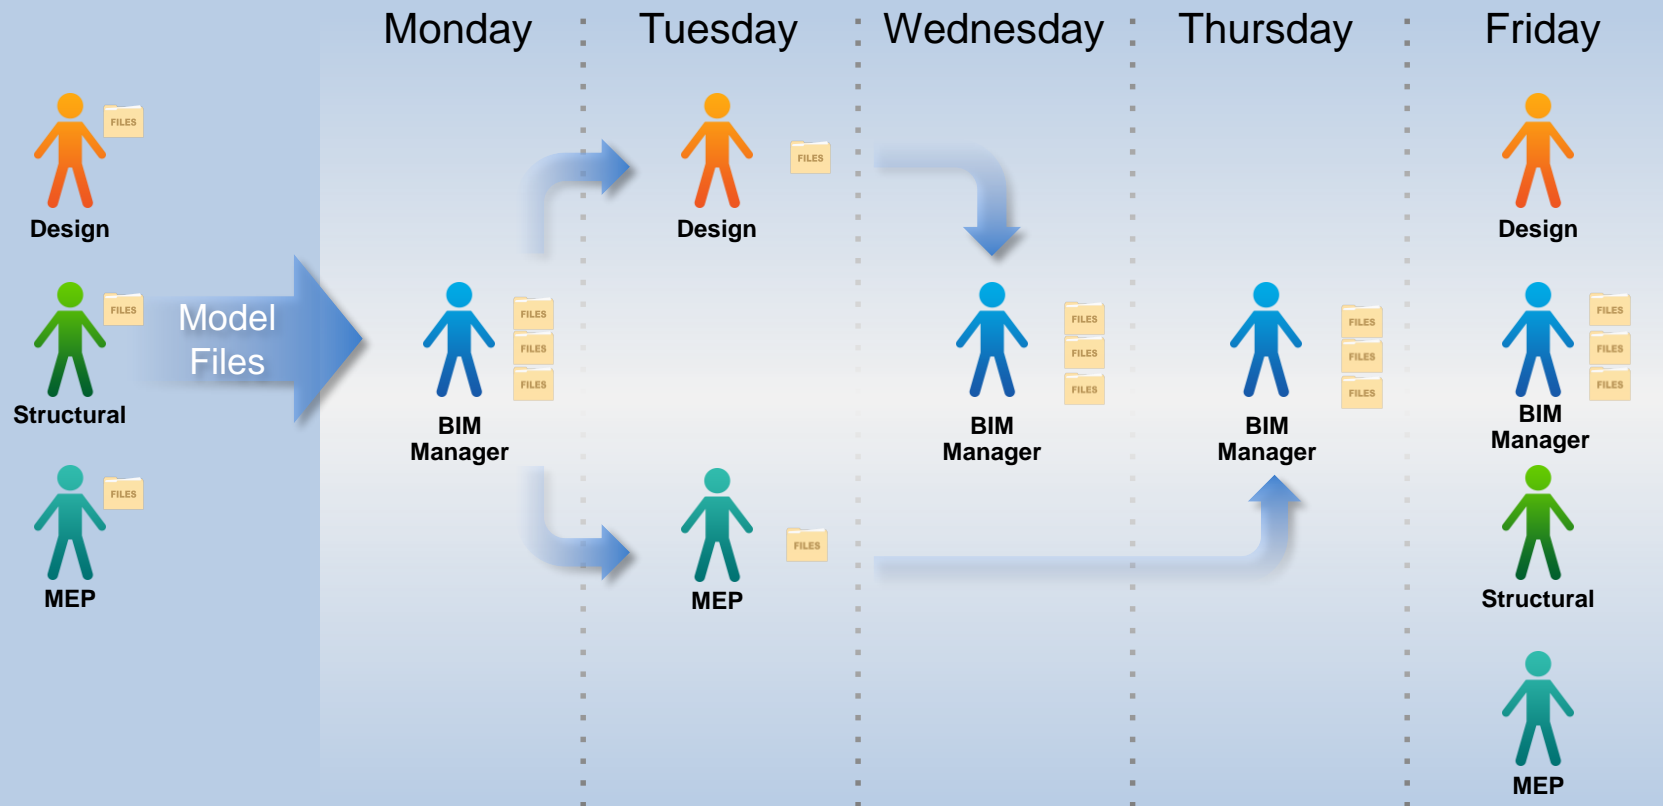 Monday
Tuesday
Wednesday
Thursday
Friday
FILES
Design
FILES
Structural
FILES
MEP
Model
Files
FILES
FILES
FILES
BIM
Manager
FILES
Design
FILES
MEP
FILES
FILES
FILES
BIM
Manager
FILES
FILES
FILES
BIM
Manager
Design
FILES
FILES
FILES
BIM
Manager
Structural
MEP